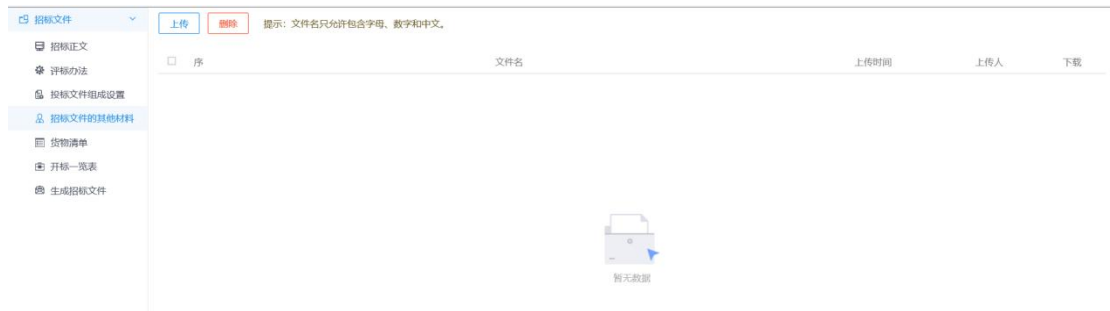 招标文件
招标正文
评标办法
投标文件组成设置
招标文件的其他材料
货物清单
开标一览表
生成招标文件
上传 删除 提示：文件名只允许包含字母、数字和中文。
序 文件名 上传时间 上传人 下载
暂无数据